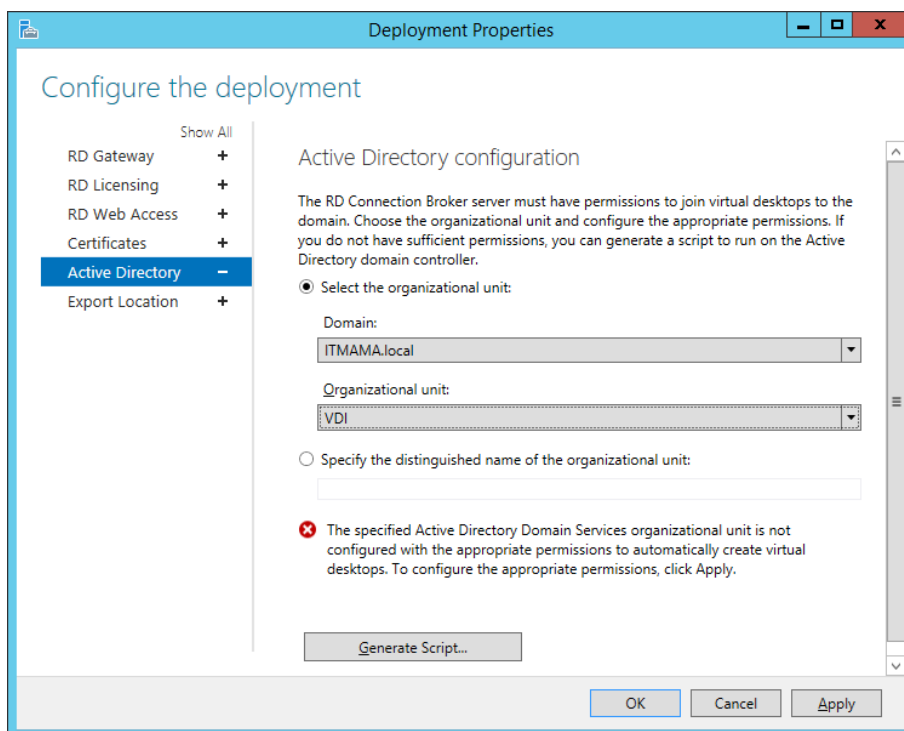 Deployment Properties
Configure the deployment
Show All
RD Gateway +
RD Licensing +
RD Web Access +
Certificates +
Active Directory –
Export Location +
Active Directory configuration
The RD Connection Broker server must have permissions to join virtual desktops to the
domain. Choose the organizational unit and configure the appropriate permissions. If
you do not have sufficient permissions, you can generate a script to run on the Active
Directory domain controller.
Select the organizational unit:
Domain:
ITMAMA.local
Organizational unit:
VDI
Specify the distinguished name of the organizational unit:
The specified Active Directory Domain Services organizational unit is not
configured with the appropriate permissions to automatically create virtual
desktops. To configure the appropriate permissions, click Apply.
Generate Script...
OK Cancel Apply